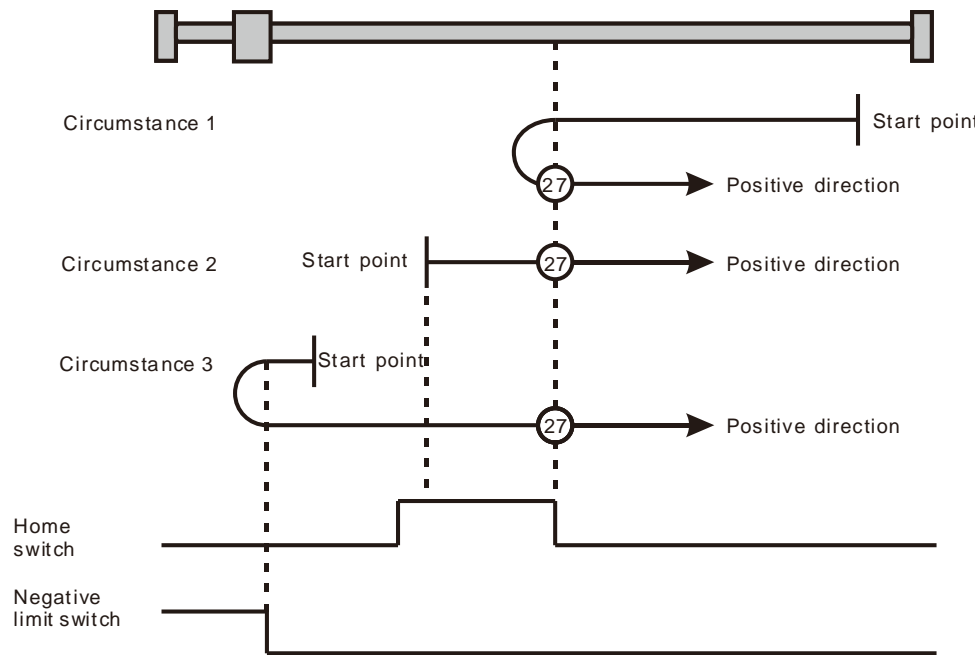 Circumstance 1
Start point
27
Positive direction
Circumstance 2
Start point
27
Positive direction
Circumstance 3
Start point
27
Positive direction
Home
switch
Negative
limit switch